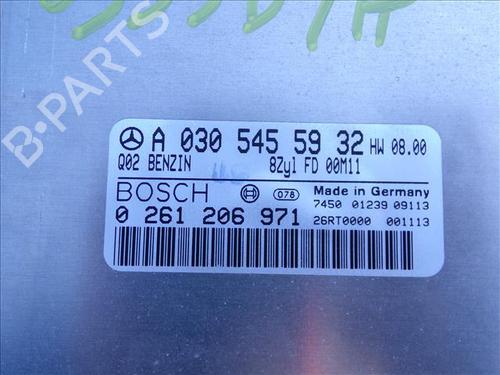 A 030 545 59 32 HW 08.00
Q02 BENZIN 8Zyl FD 00M11
BOSCH 078 Made in Germany
7450 01239 09113
0 261 206 971 26RT0000 001113
B-PARTS